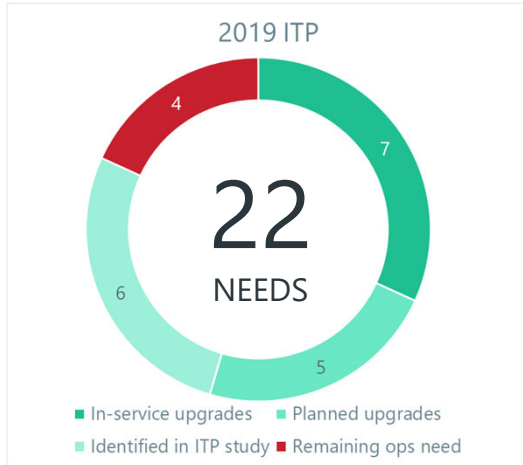 2019 ITP
4
7
22
NEEDS
6
5
In-service upgrades Planned upgrades
Identified in ITP study Remaining ops need